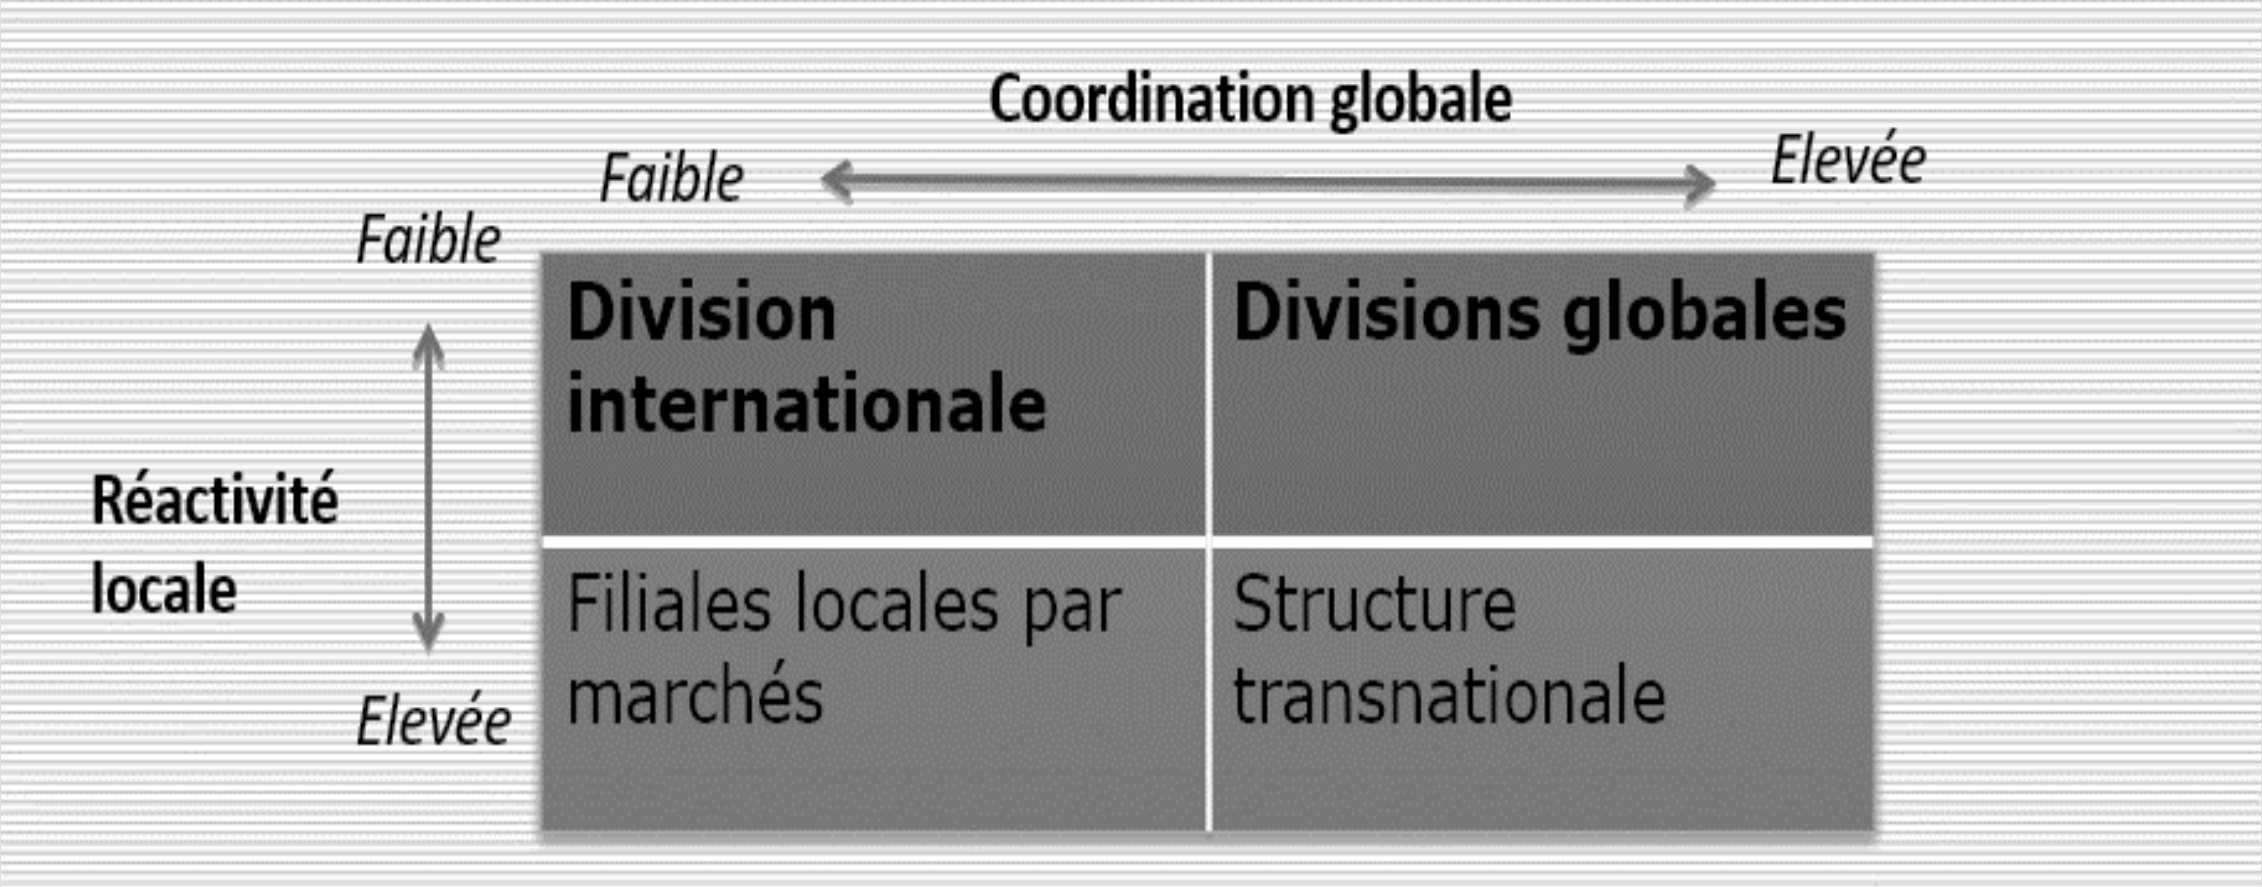 Coordination globale
Faible
Elevée
Faible
Division
internationale
Divisions globales
Réactivité
locale
Filiales locales par
marchés
Structure
transnationale
Elevée